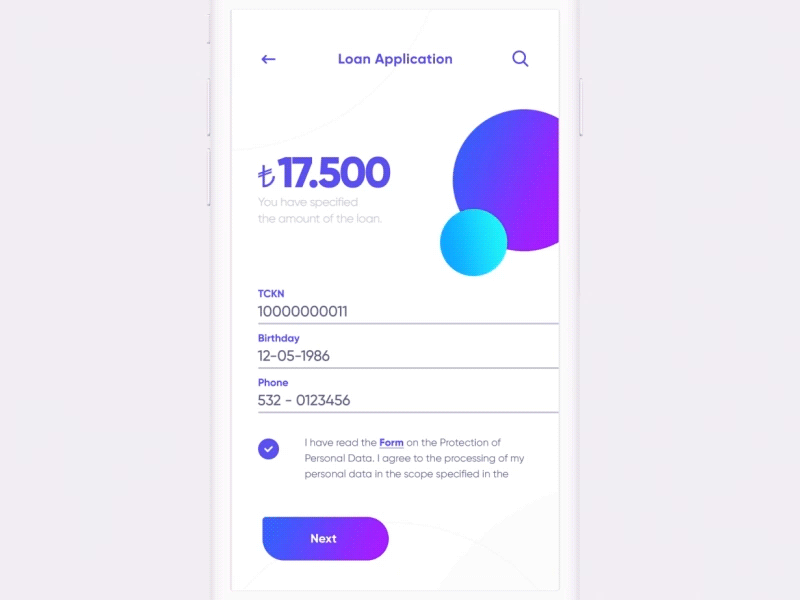 Loan Application
₺17.500
You have specified
the amount of the loan.
TCKN
10000000011
Birthday
12-05-1986
Phone
532 - 0123456
I have read the Form on the Protection of
Personal Data. I agree to the processing of my
personal data in the scope specified in the
Next